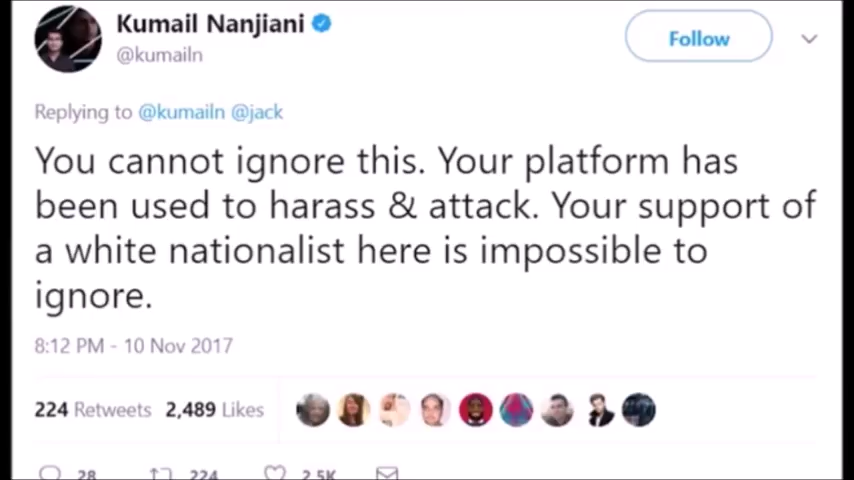 Kumail Nanjiani
@kumailn
Follow
Replying to @kumailn @jack
You cannot ignore this. Your platform has
been used to harass & attack. Your support of
a white nationalist here is impossible to
ignore.
8:12 PM - 10 Nov 2017
224 Retweets 2,489 Likes
28 224 2.5K